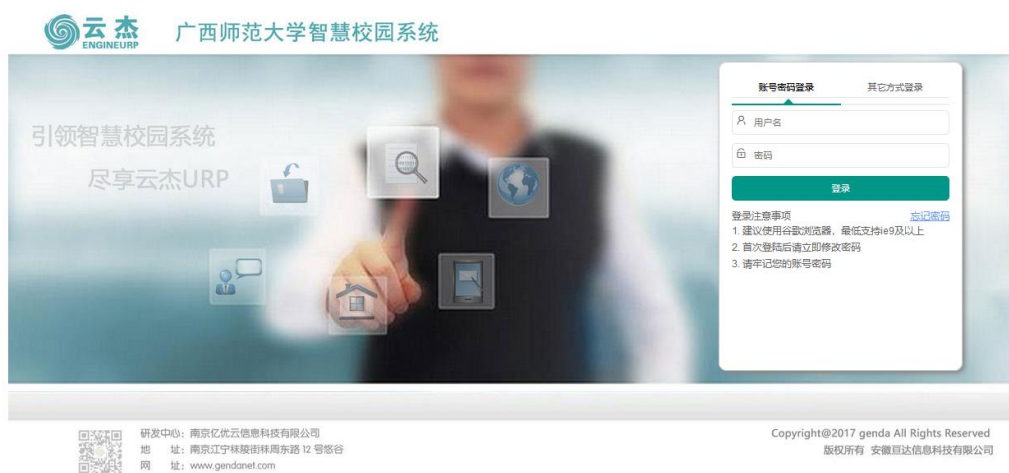 云杰
ENGINEURP
广西师范大学智慧校园系统
引领智慧校园系统
尽享云杰URP
账号密码登录
其它方式登录
用户名
密码
登录
登录注意事项
忘记密码
1. 建议使用谷歌浏览器，最低支持ie9及以上
2. 首次登陆后请立即修改密码
3. 请牢记您的账号密码
研发中心：南京亿优云信息科技有限公司
地 址：南京江宁秣陵街秣周东路 12 号悠谷
网 址：www.gendanet.com
Copyright@2017 genda All Rights Reserved
版权所有 安徽亘达信息科技有限公司